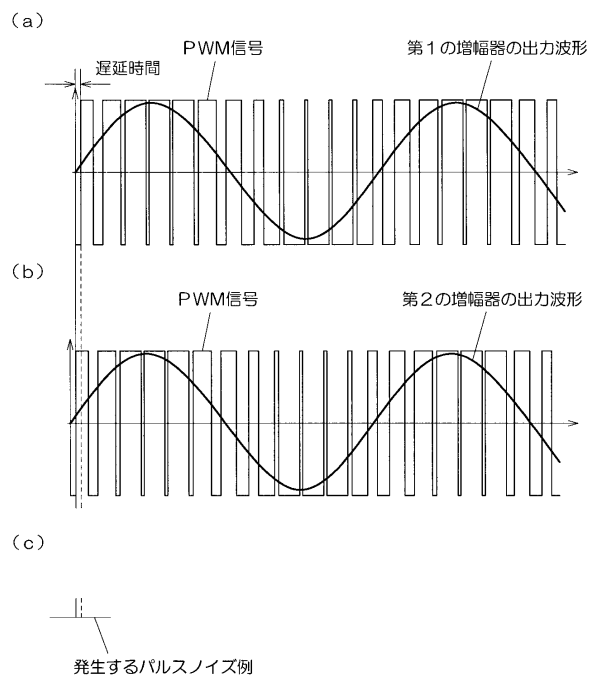 (a)
PWM信号
第1の増幅器の出力波形
遅延時間
(b)
PWM信号
第2の増幅器の出力波形
(c)
発生するパルスノイズ例